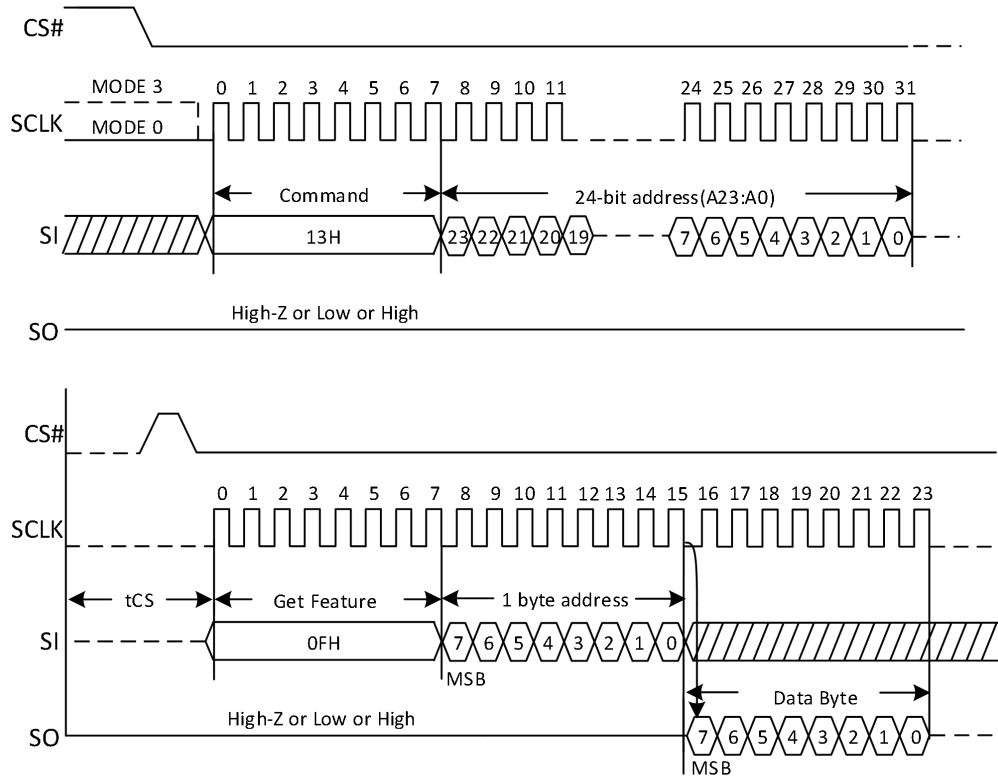 CS#
MODE 3
0 1 2 3 4 5 6 7 8 9 10 11 24 25 26 27 28 29 30 31
SCLK
MODE 0
Command
24-bit address(A23:A0)
SI
13H
23 22 21 20 19 7 6 5 4 3 2 1 0
High-Z or Low or High
SO
CS#
0 1 2 3 4 5 6 7 8 9 10 11 12 13 14 15 16 17 18 19 20 21 22 23
SCLK
tCS
Get Feature
1 byte address
SI
0FH
7 6 5 4 3 2 1 0
MSB
Data Byte
High-Z or Low or High
SO
7 6 5 4 3 2 1 0
MSB